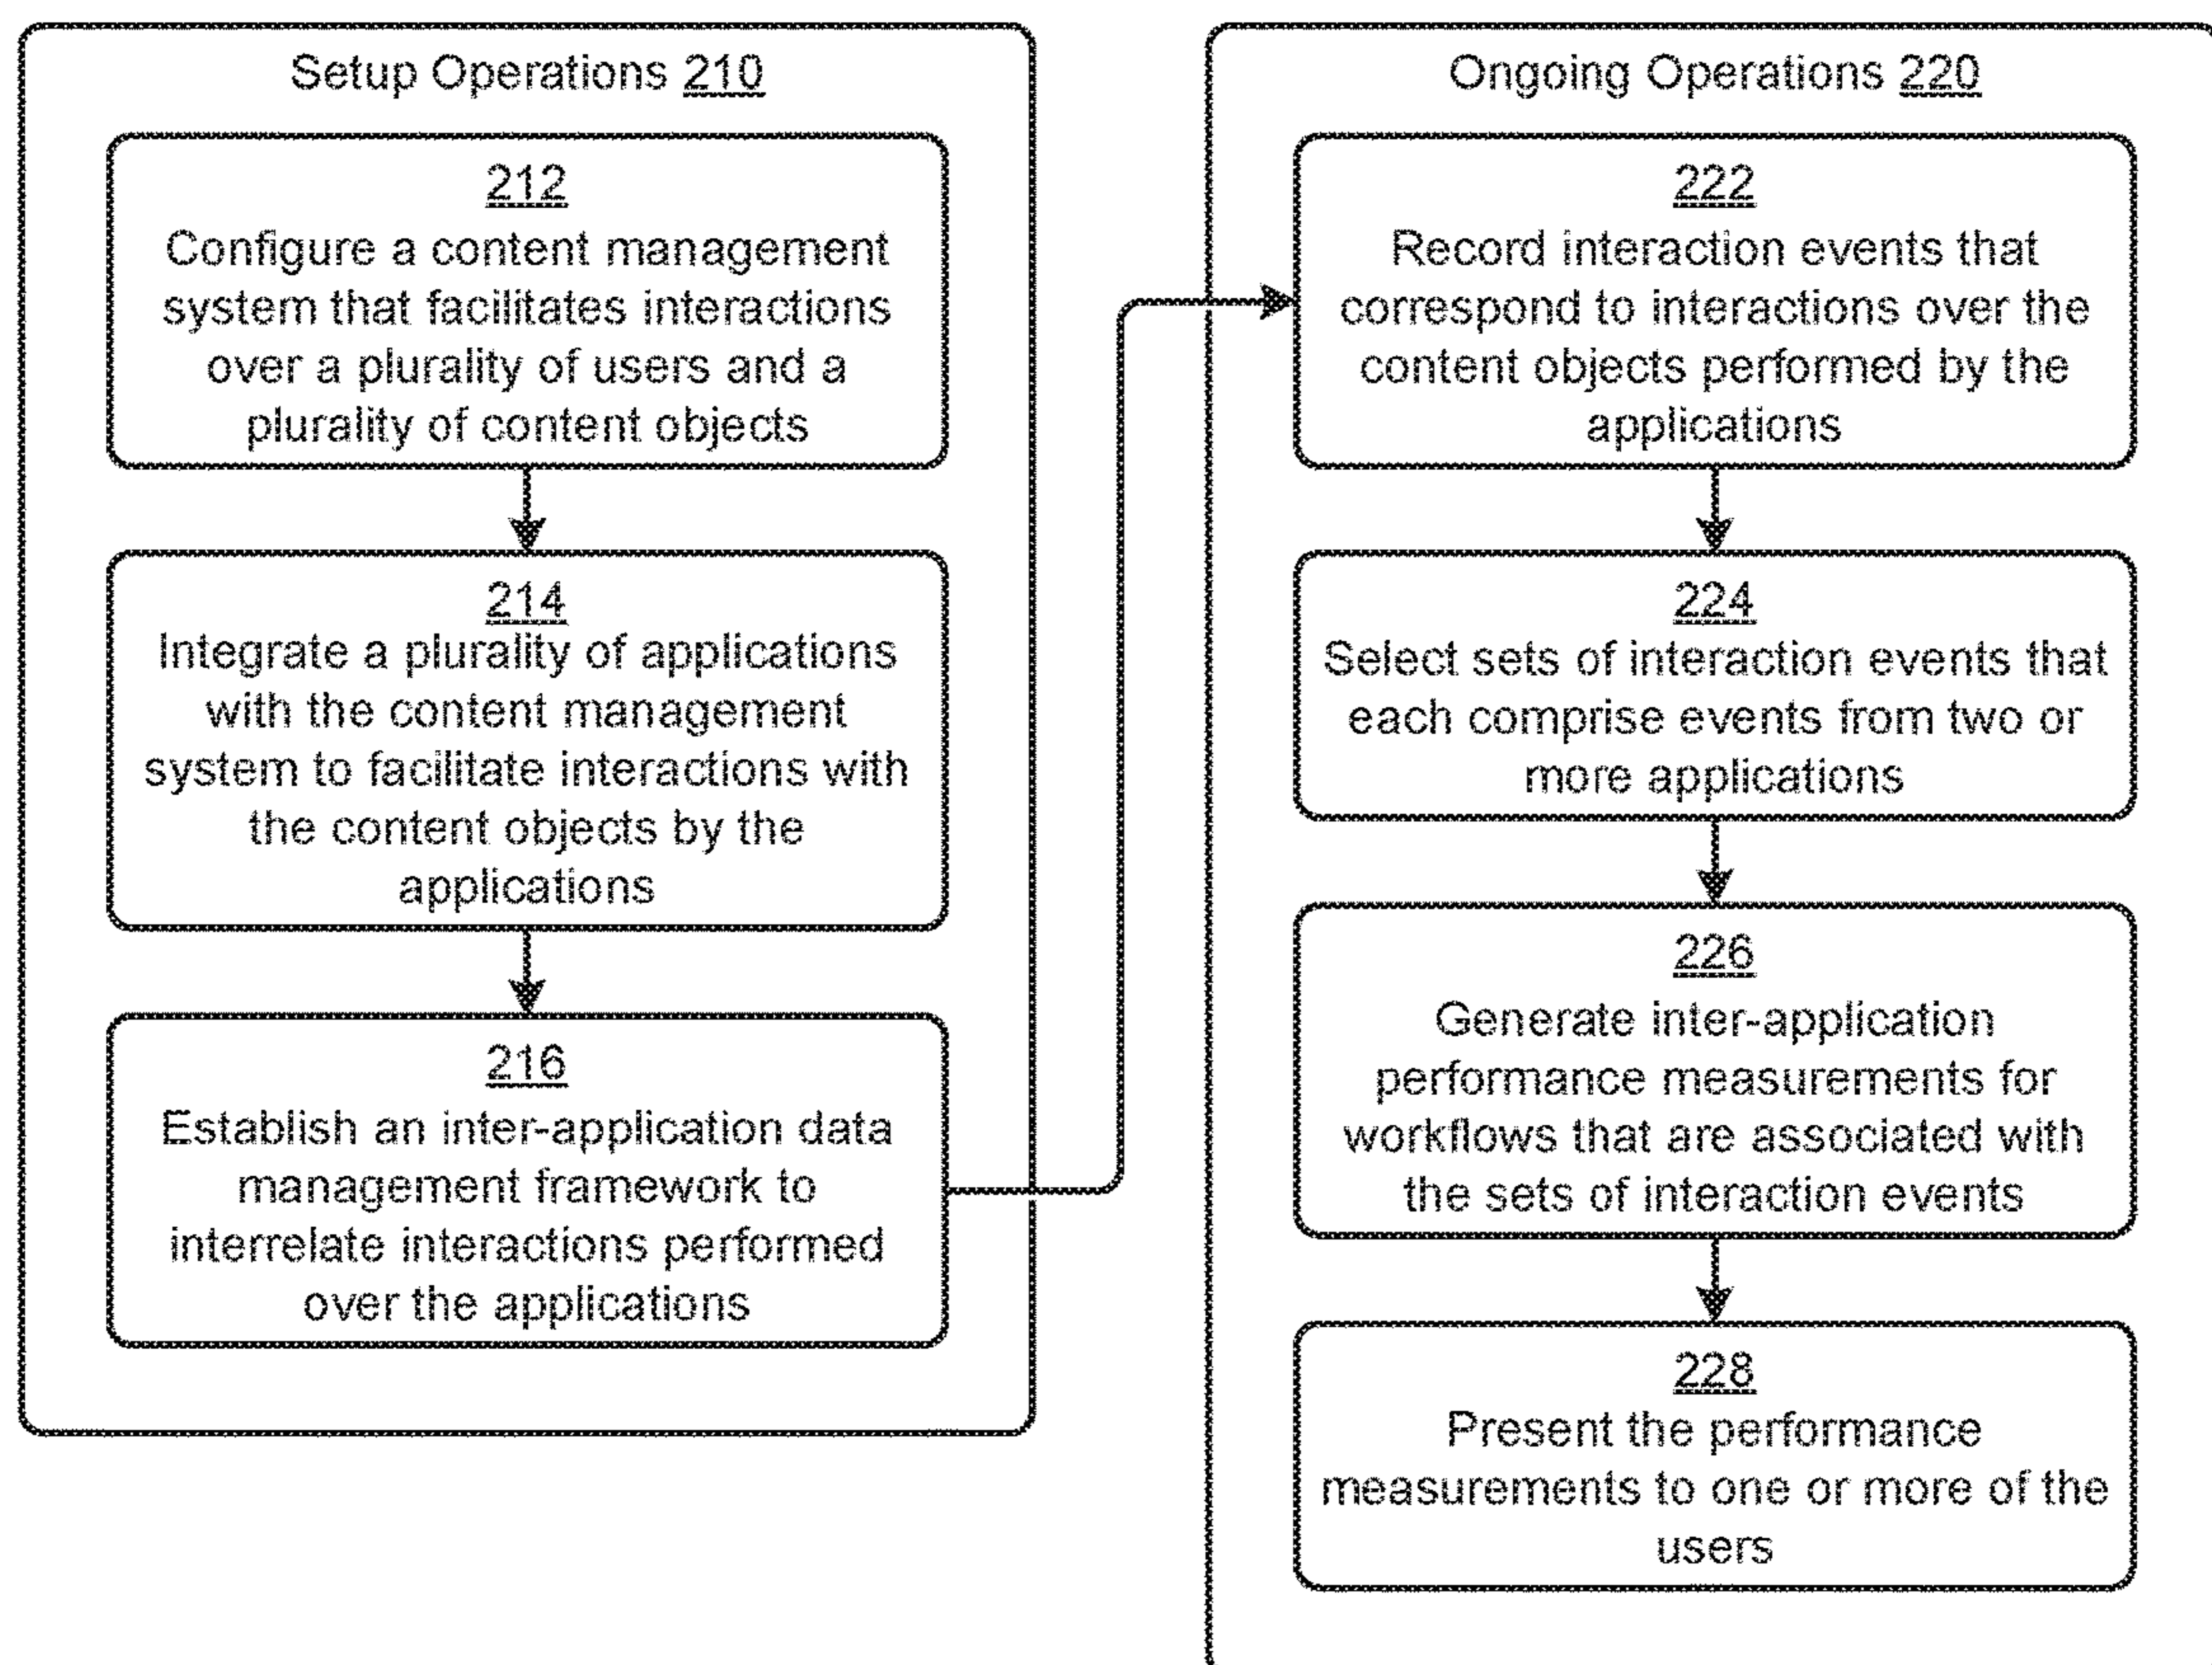 Setup Operations 210
212
Configure a content management
system that facilitates interactions
over a plurality of users and a
plurality of content objects
214
Integrate a plurality of applications
with the content management
system to facilitate interactions with
the content objects by the
applications
216
Establish an inter-application data
management framework to
interrelate interactions performed
over the applications
Ongoing Operations 220
222
Record interaction events that
correspond to interactions over the
content objects performed by the
applications
224
Select sets of interaction events that
each comprise events from two or
more applications
226
Generate inter-application
performance measurements for
workflows that are associated with
the sets of interaction events
228
Present the performance
measurements to one or more of the
users